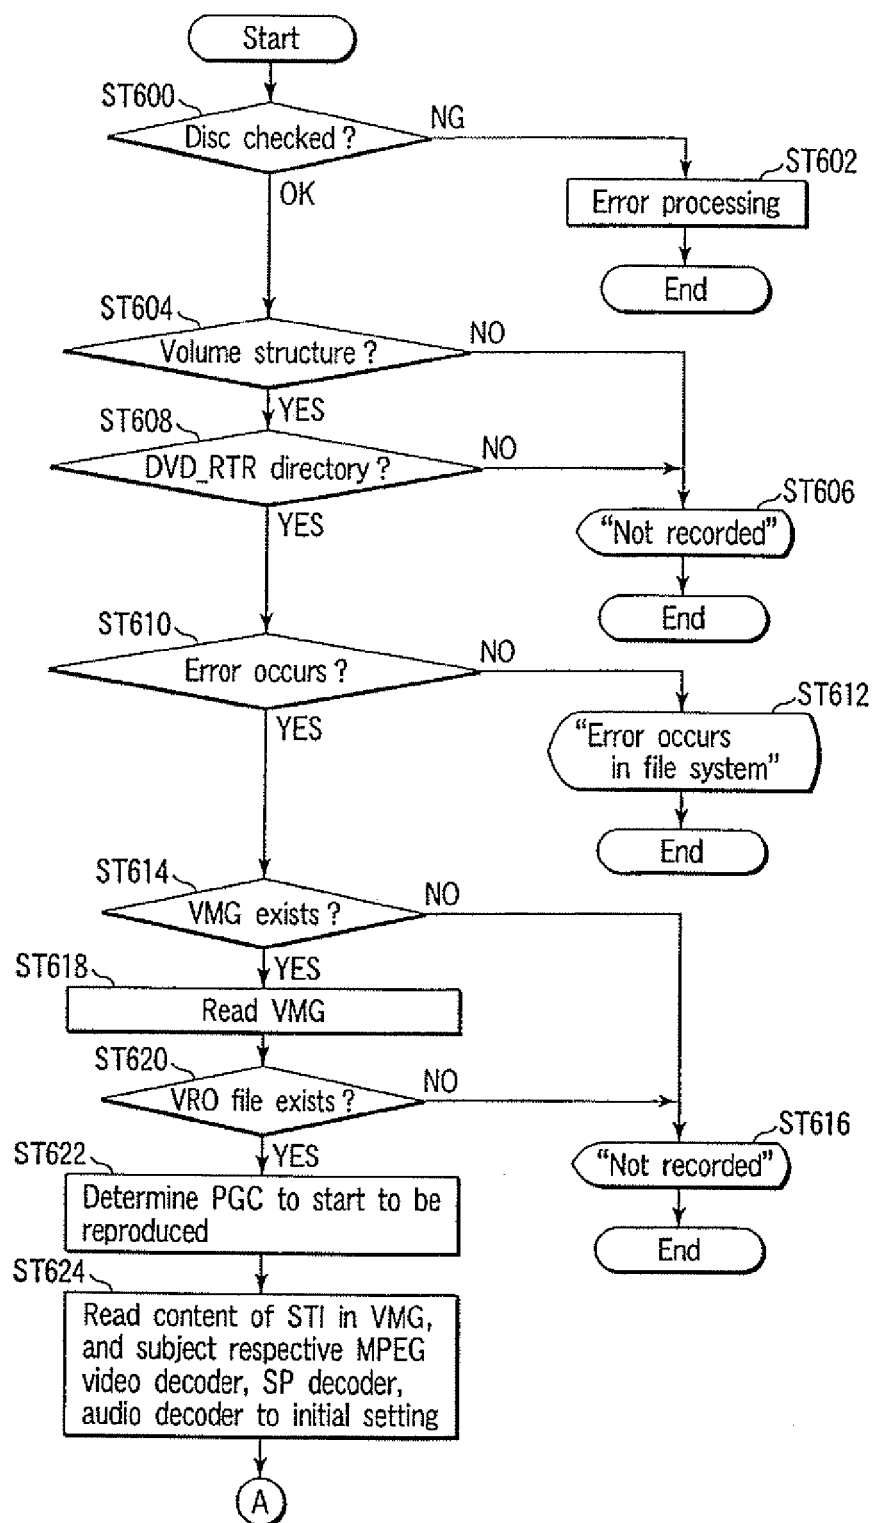 Start
ST600
Disc checked?
NG
OK
ST602
Error processing
End
ST604
Volume structure?
NO
YES
ST608
DVD_RTR directory?
NO
YES
ST606
“Not recorded”
End
ST610
Error occurs?
NO
YES
ST612
“Error occurs
in file system”
End
ST614
VMG exists?
NO
YES
ST618
Read VMG
ST620
VRO file exists?
NO
YES
ST616
“Not recorded”
End
ST622
Determine PGC to start to be
reproduced
ST624
Read content of STI in VMG,
and subject respective MPEG
video decoder, SP decoder,
audio decoder to initial setting
A